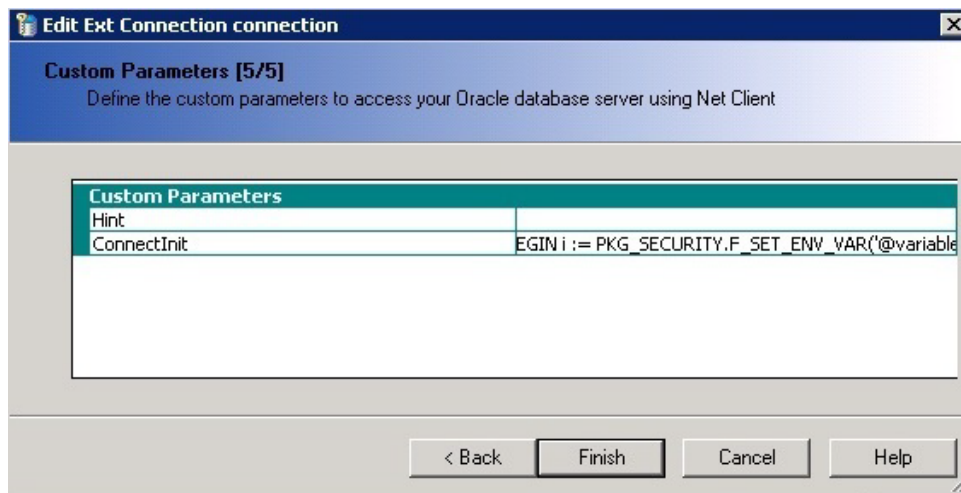 Edit Ext Connection connection
Custom Parameters [5/5]
Define the custom parameters to access your Oracle database server using Net Client
Custom Parameters
Hint
ConnectInit EGIN i := PKG_SECURITY.F_SET_ENV_VAR('@variable
< Back Finish Cancel Help